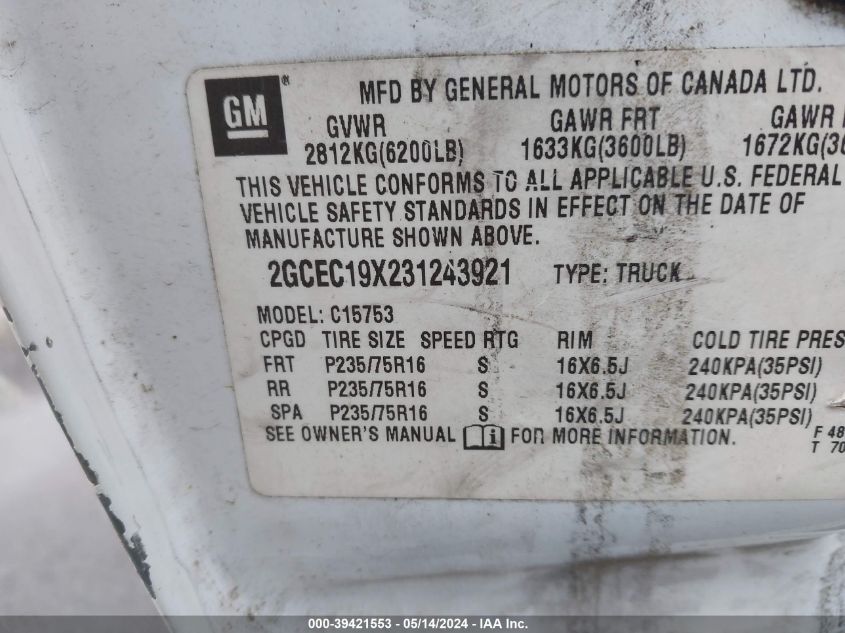 GM ®
MFD BY GENERAL MOTORS OF CANADA LTD.
GVWR GAWR FRT GAWR
2812KG(6200LB) 1633KG(3600LB) 1672KG(
THIS VEHICLE CONFORMS TO ALL APPLICABLE U.S. FEDERAL
VEHICLE SAFETY STANDARDS IN EFFECT ON THE DATE OF
MANUFACTURE SHOWN ABOVE.
2GCEC19X231243921 TYPE: TRUCK
MODEL: C15753
CPGD TIRE SIZE SPEED RTG RIM COLD TIRE PRES
FRT P235/75R16 S 16X6.5J 240KPA(35PSI)
RR P235/75R16 S 16X6.5J 240KPA(35PSI)
SPA P235/75R16 S 16X6.5J 240KPA(35PSI)
SEE OWNER'S MANUAL i FOR MORE INFORMATION.
F 48
T 70
000-39421553 - 05/14/2024 - IAA Inc.